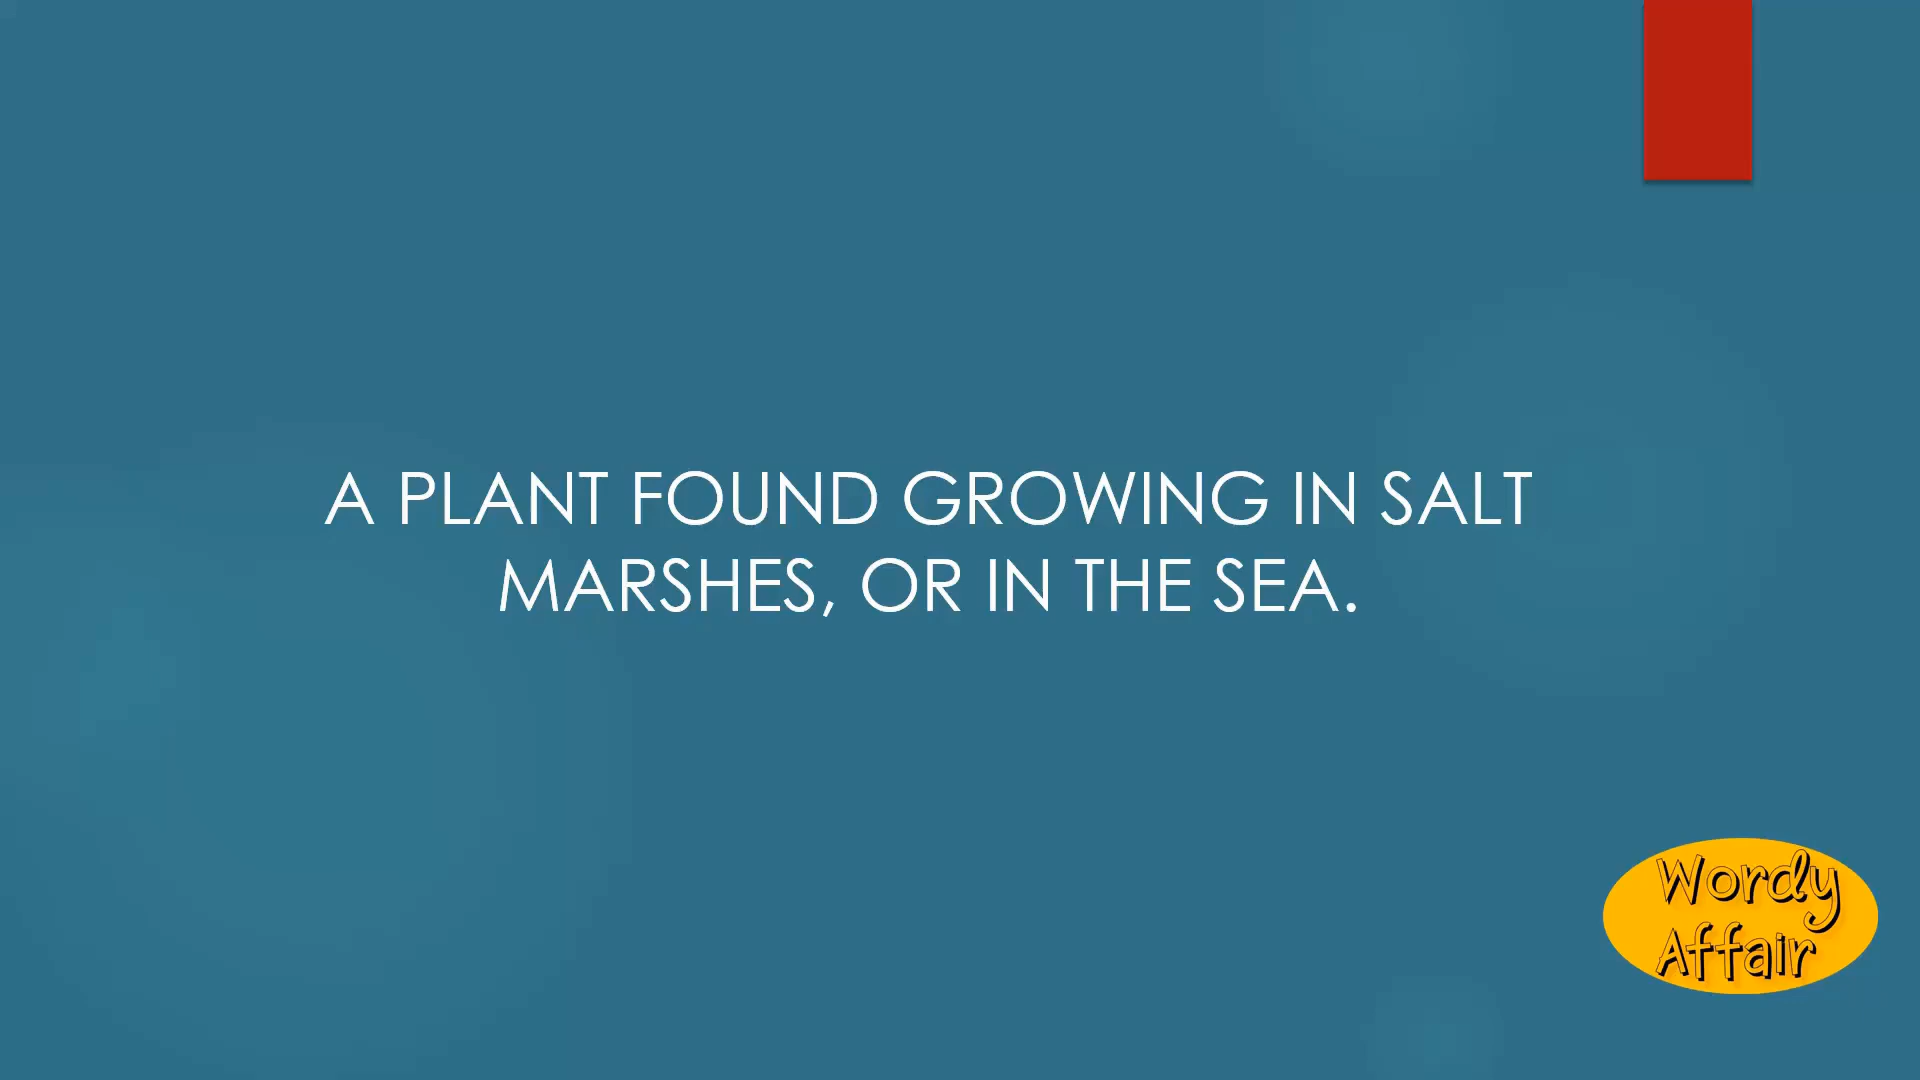 A PLANT FOUND GROWING IN SALT
MARSHES, OR IN THE SEA.
Wordy
Affair